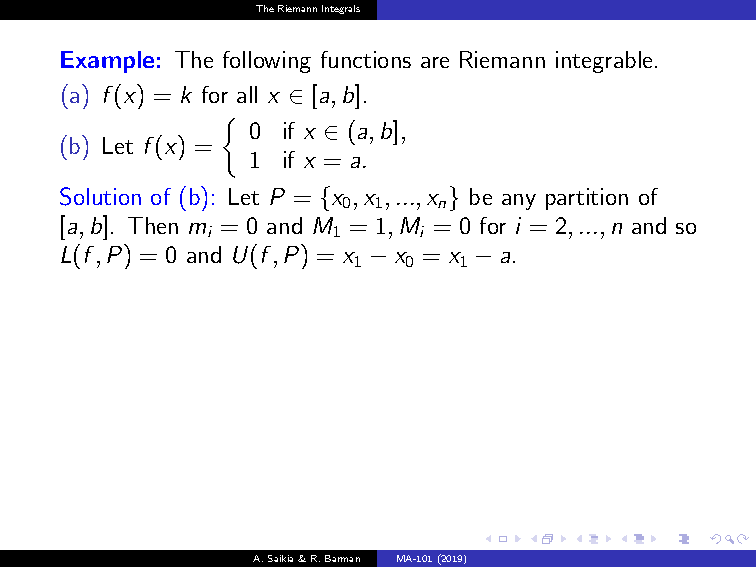 The Riemann Integrals
Example: The following functions are Riemann integrable.
(a) f(x) = k for all x ∈ [a, b].
(b) Let f(x) = { 0 if x ∈ (a, b],
1 if x = a.
Solution of (b): Let P = {x₀, x₁, ..., xₙ} be any partition of
[a, b]. Then mᵢ = 0 and M₁ = 1, Mᵢ = 0 for i = 2, ..., n and so
L(f, P) = 0 and U(f, P) = x₁ − x₀ = x₁ − a.
A. Saikia & R. Barman MA-101 (2019)